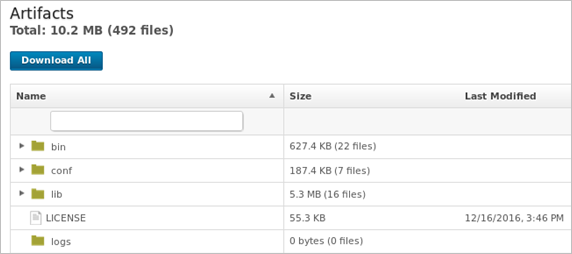 Artifacts
Total: 10.2 MB (492 files)
Download All
Name Size Last Modified
bin 627.4 KB (22 files)
conf 187.4 KB (7 files)
lib 5.3 MB (16 files)
LICENSE 55.3 KB 12/16/2016, 3:46 PM
logs 0 bytes (0 files)